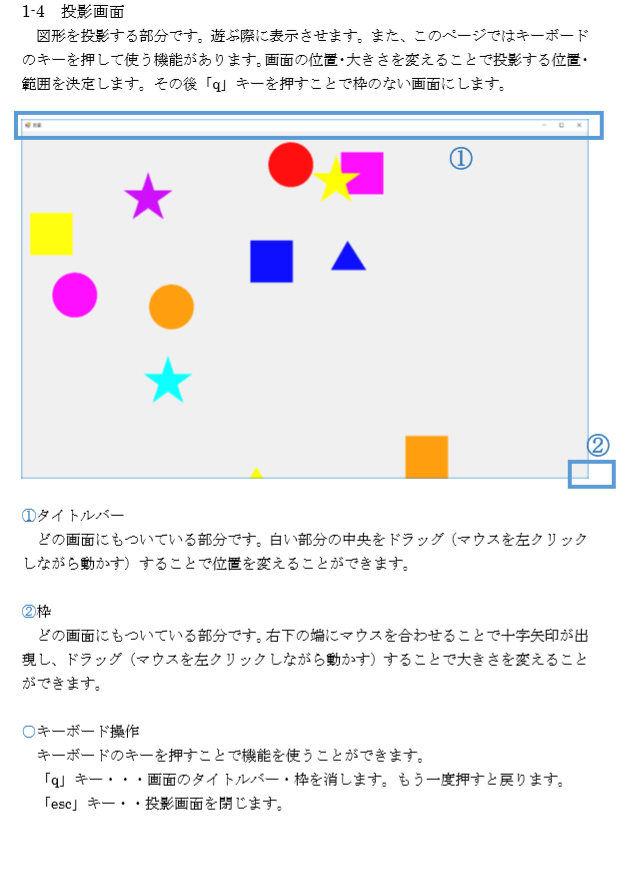 1-4　投影画面
図形を投影する部分です。遊ぶ際に表示させます。また、このページではキーボード
のキーを押して使う機能があります。画面の位置・大きさを変えることで投影する位置・
範囲を決定します。その後「q」キーを押すことで枠のない画面にします。
①
②
①タイトルバー
どの画面にもついている部分です。白い部分の中央をドラッグ（マウスを左クリック
しながら動かす）することで位置を変えることができます。
②枠
どの画面にもついている部分です。右下の端にマウスを合わせることで十字矢印が出
現し、ドラッグ（マウスを左クリックしながら動かす）することで大きさを変えること
ができます。
〇キーボード操作
キーボードのキーを押すことで機能を使うことができます。
「q」キー・・・画面のタイトルバー・枠を消します。もう一度押すと戻ります。
「esc」キー・・投影画面を閉じます。